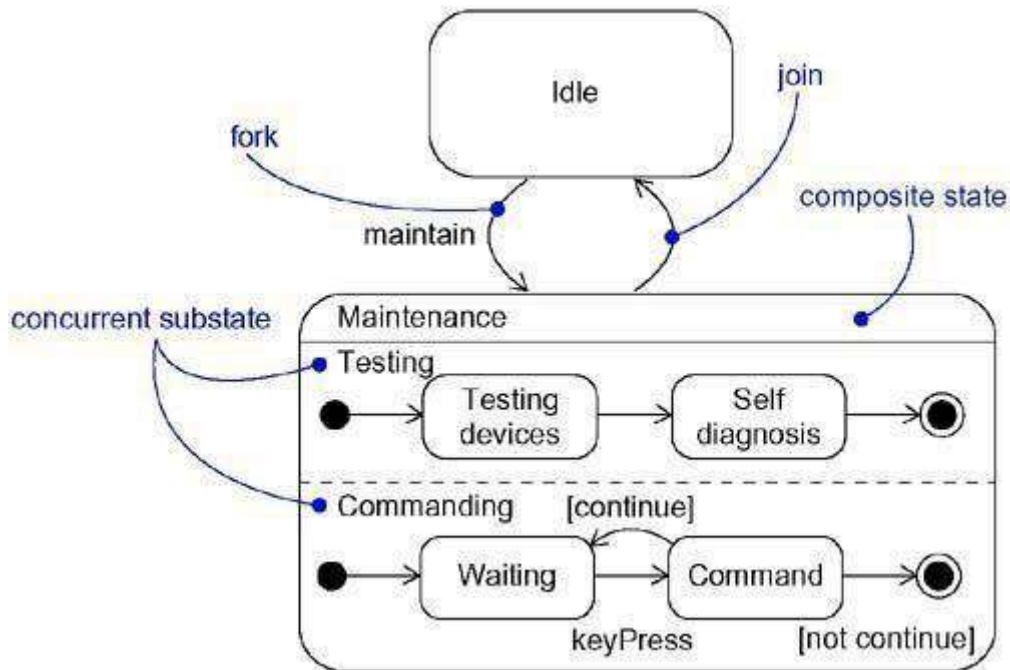 Idle
join
fork
composite state
maintain
concurrent substate
Maintenance
Testing
Testing
devices
Self
diagnosis
Commanding
[continue]
Waiting
Command
keyPress
[not continue]